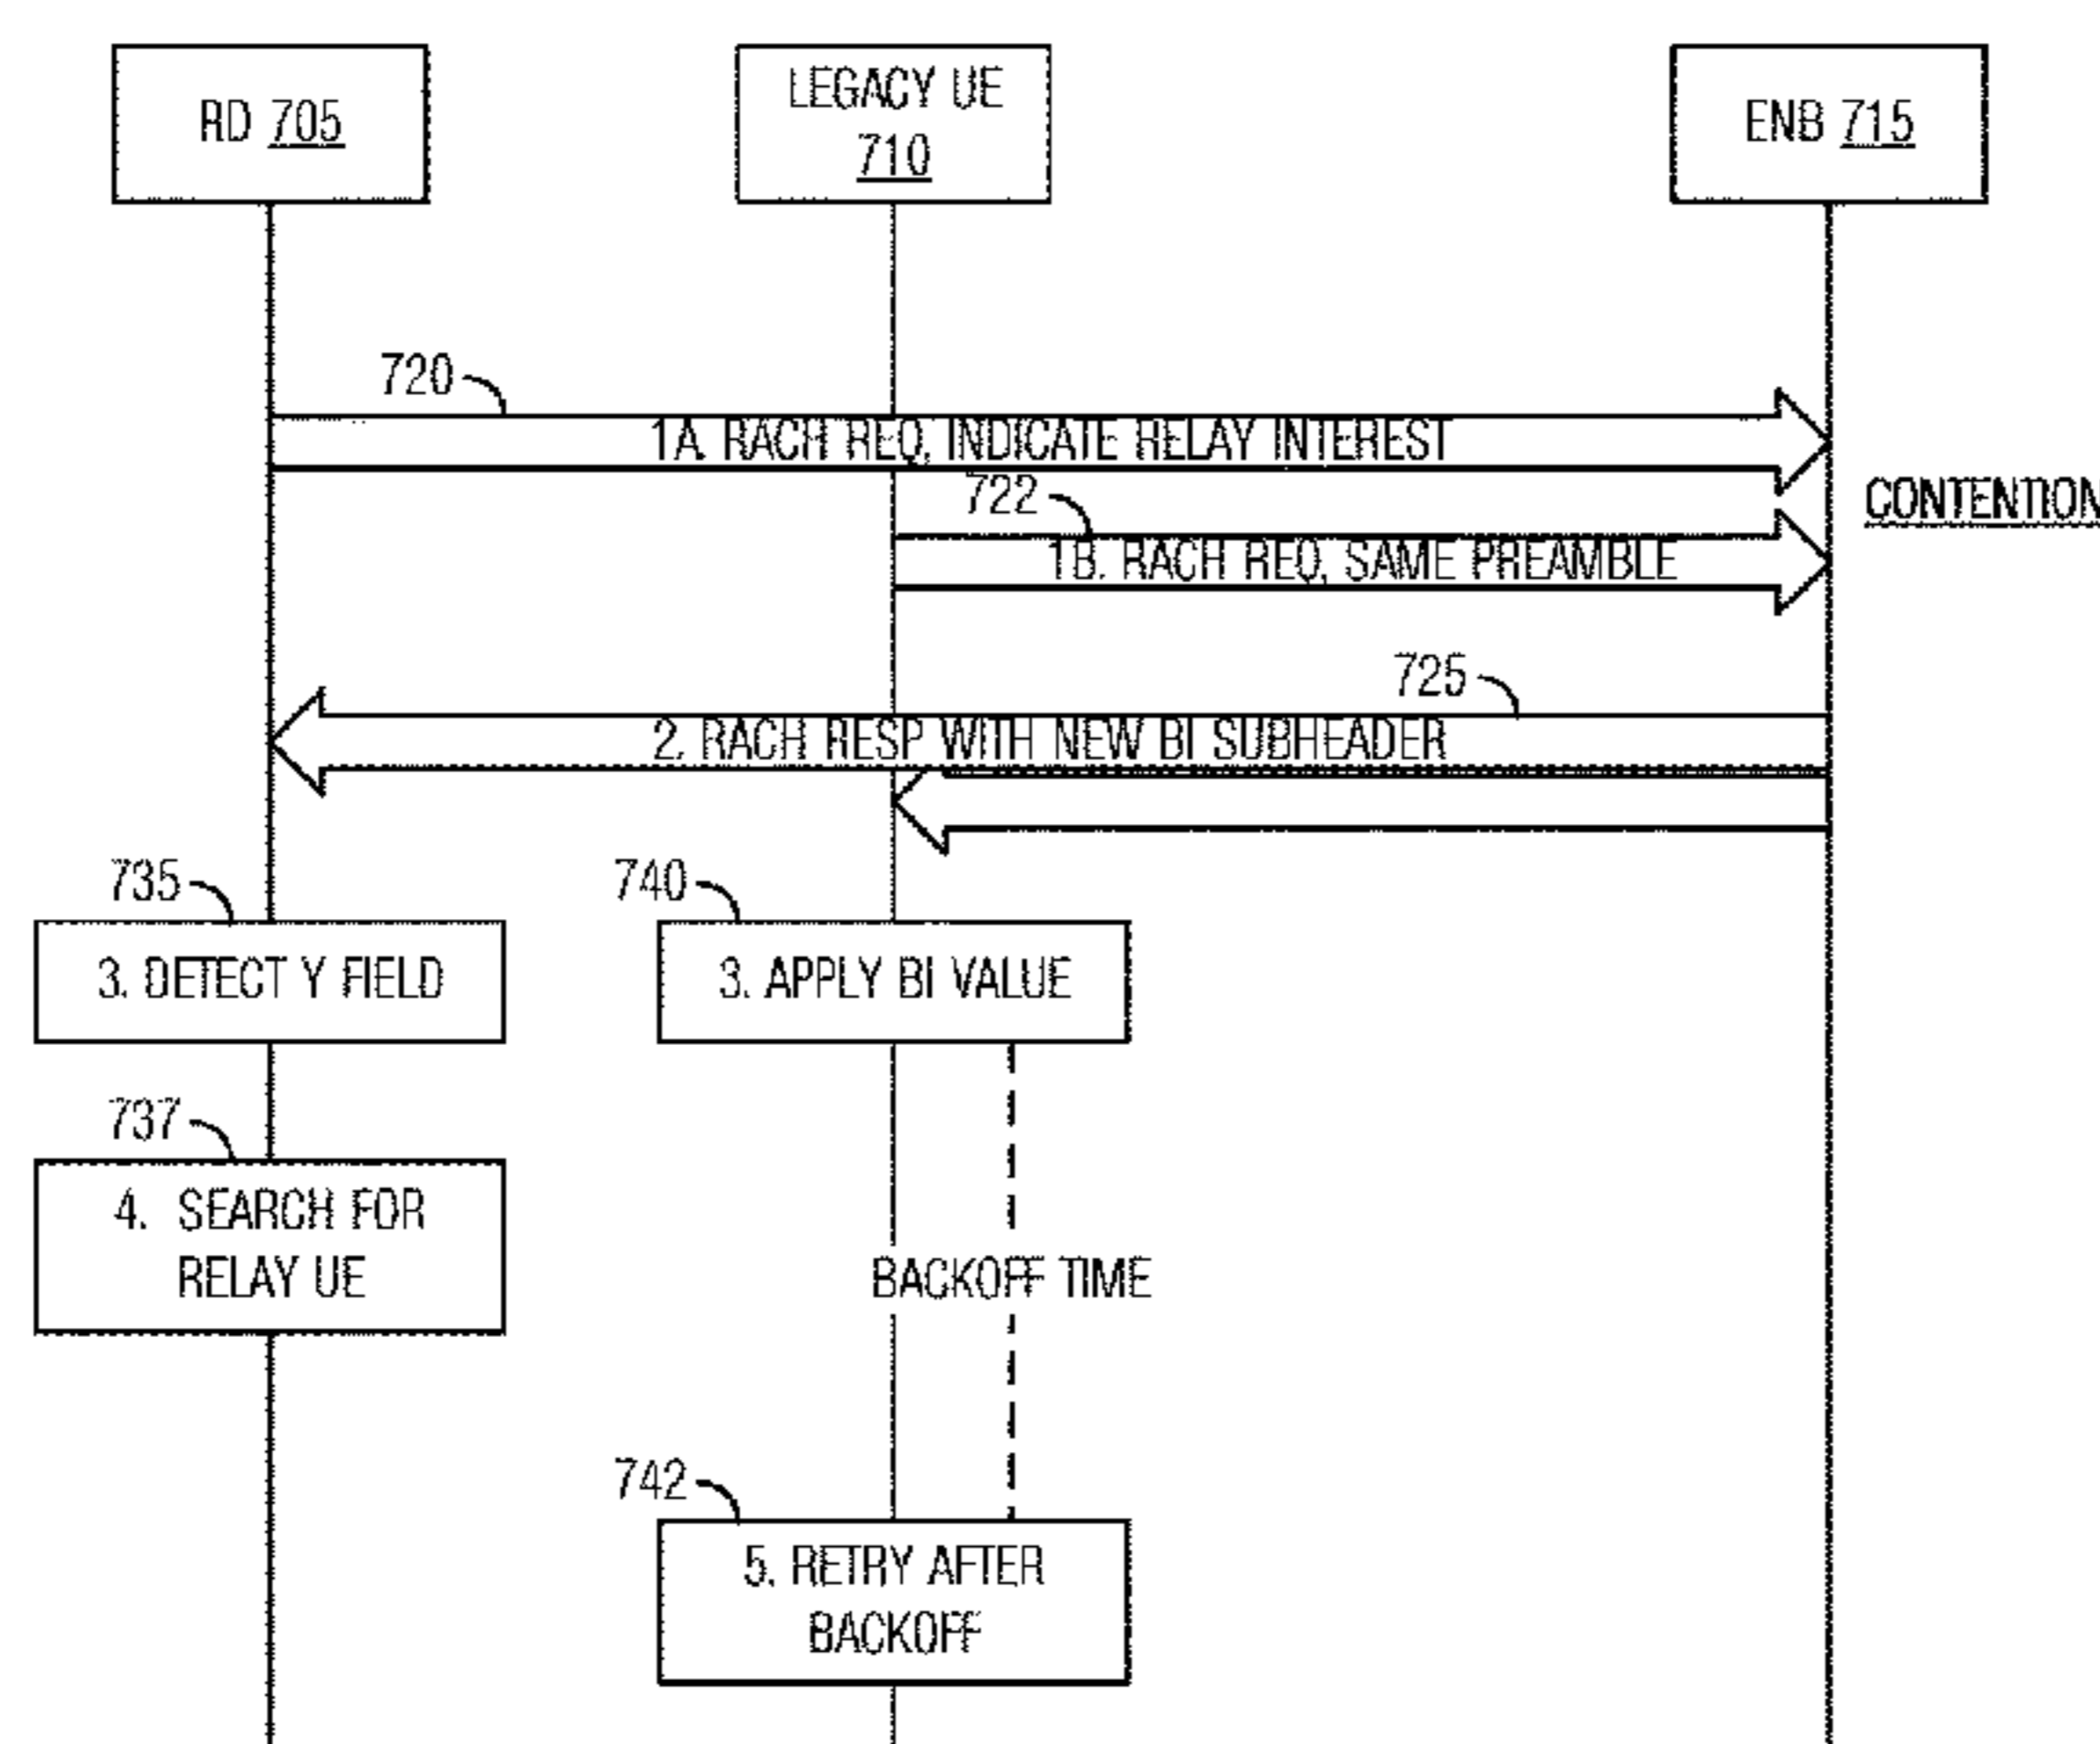 RD 705
LEGACY UE
710
ENB 715
720
1A. RACH REQ, INDICATE RELAY INTEREST
722
CONTENTION
1B. RACH REQ, SAME PREAMBLE
725
2. RACH RESP WITH NEW BI SUBHEADER
735
740
3. DETECT Y FIELD
3. APPLY BI VALUE
737
4. SEARCH FOR
RELAY UE
BACKOFF TIME
742
5. RETRY AFTER
BACKOFF